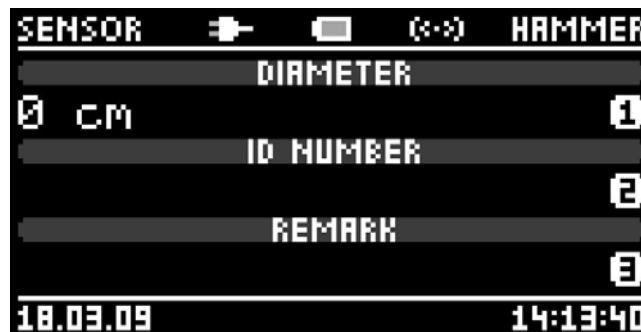 SENSOR HAMMER
DIAMETER
0 cm 1
ID NUMBER
2
REMARK
3
18.03.09 14:13:40